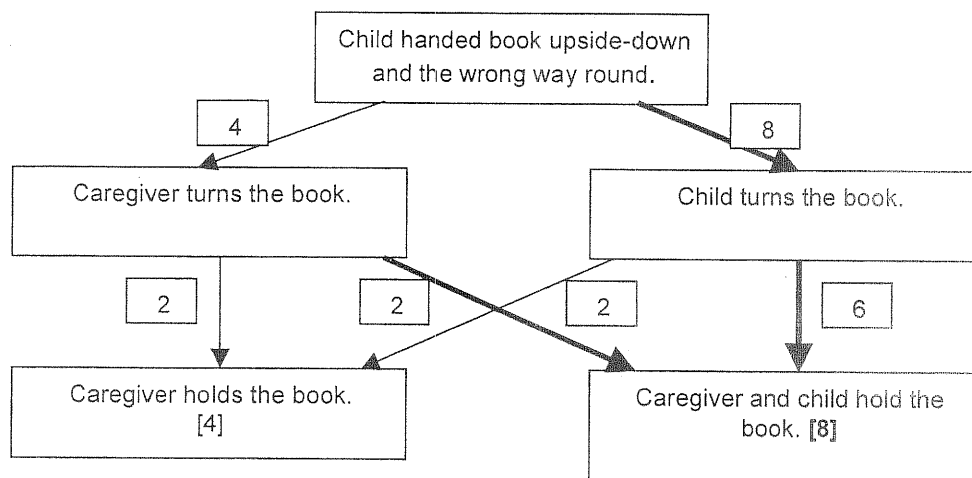 Child handed book upside-down
and the wrong way round.
4
8
Caregiver turns the book.
Child turns the book.
2
2
2
6
Caregiver holds the book.
[4]
Caregiver and child hold the
book. [8]